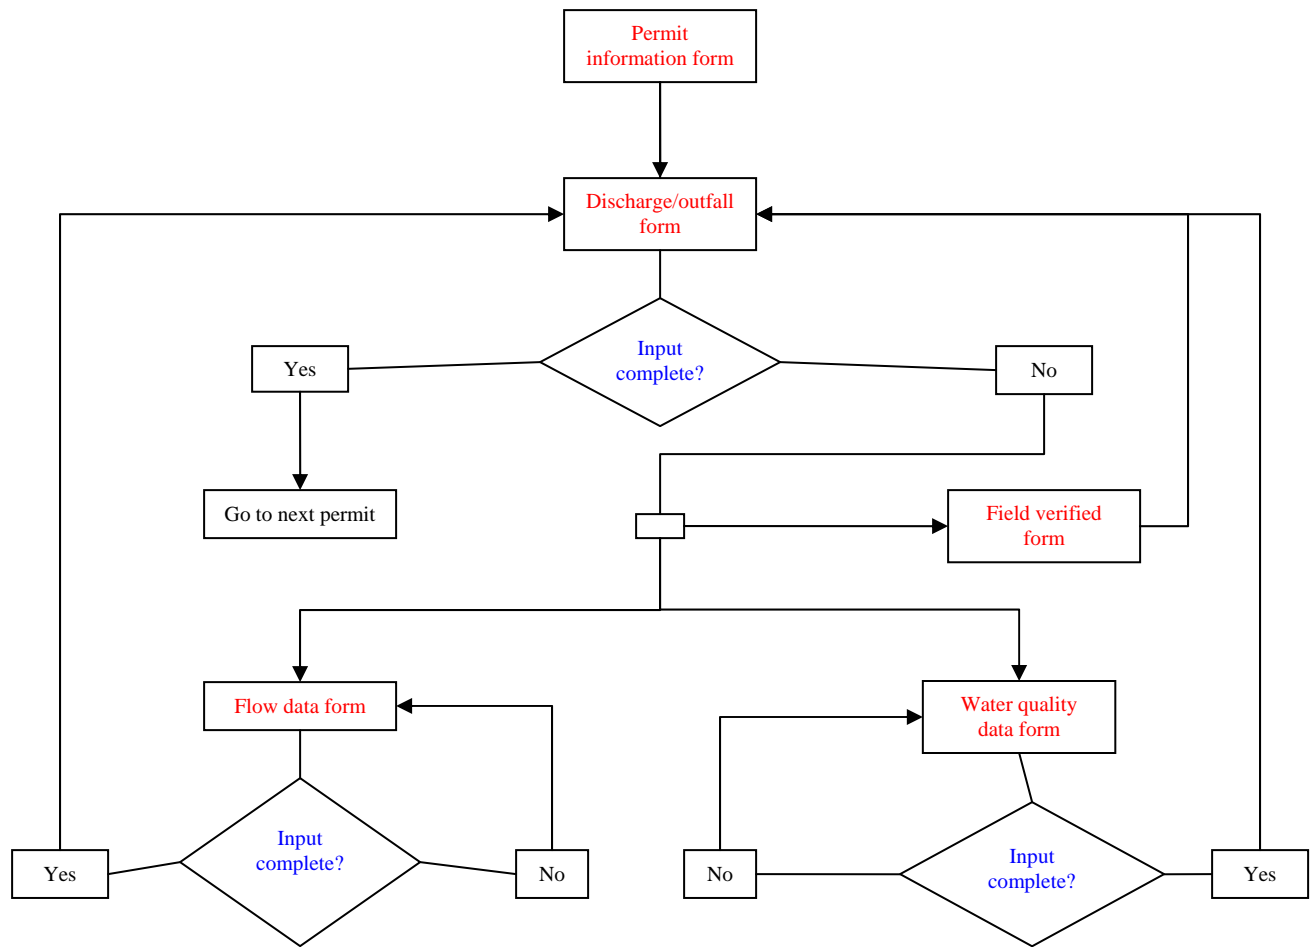 Permit
information form
Discharge/outfall
form
Input
complete?
Yes
No
Go to next permit
Field verified
form
Flow data form
Water quality
data form
Input
complete?
Yes
No
No
Input
complete?
Yes